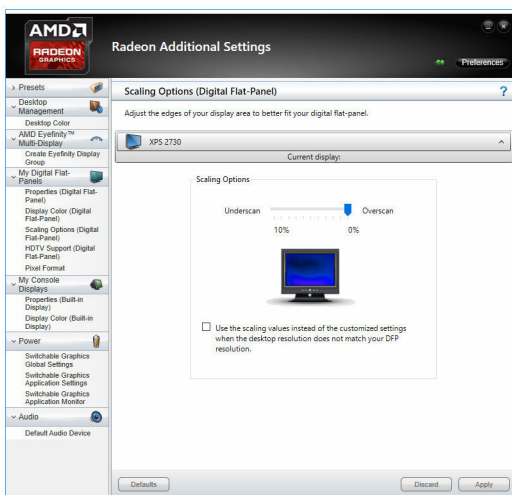 AMD
RADEON
GRAPHICS
Radeon Additional Settings
Preferences
Presets
Desktop
Management
Desktop Color
AMD Eyefinity™
Multi-Display
Create Eyefinity Display
Group
My Digital Flat-
Panels
Properties (Digital Flat-
Panel)
Display Color (Digital
Flat-Panel)
Scaling Options (Digital
Flat-Panel)
HDTV Support (Digital
Flat-Panel)
Pixel Format
My Console
Displays
Properties (Built-in
Display)
Display Color (Built-in
Display)
Power
Switchable Graphics
Global Settings
Switchable Graphics
Application Settings
Switchable Graphics
Application Monitor
Audio
Default Audio Device
Scaling Options (Digital Flat-Panel)
?
Adjust the edges of your display area to better fit your digital flat-panel.
XPS 2730
Current display:
Scaling Options
Underscan Overscan
10% 0%
Use the scaling values instead of the customized settings
when the desktop resolution does not match your DFP
resolution.
Defaults Discard Apply